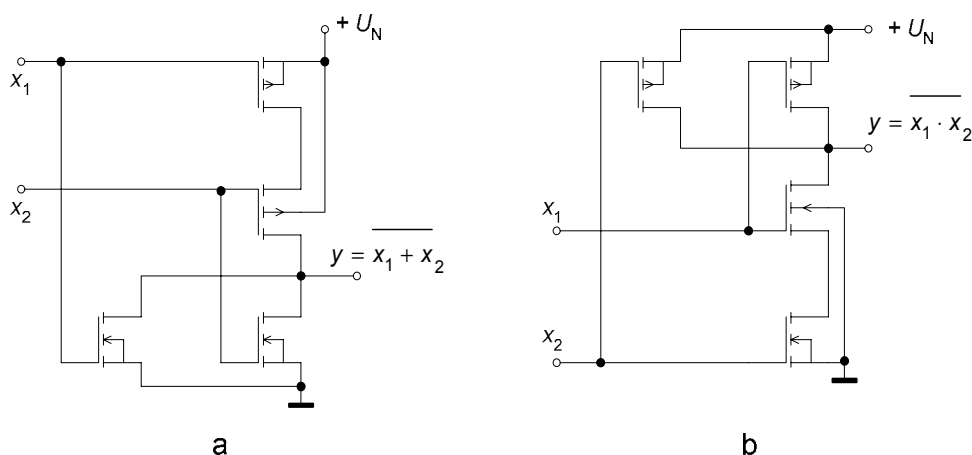 + U_N
x_1
x_2
y = \overline{x_1 + x_2}
a
+ U_N
y = \overline{x_1 · x_2}
x_1
x_2
b